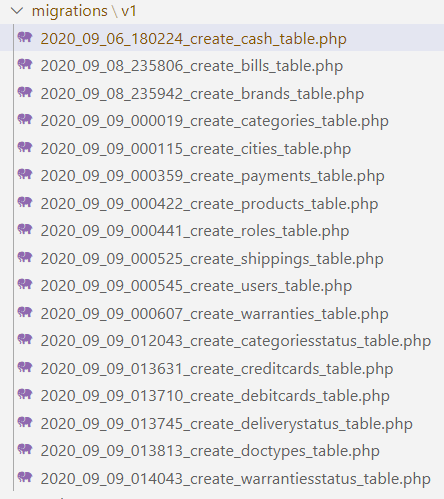 migrations \ v1
2020_09_06_180224_create_cash_table.php
2020_09_08_235806_create_bills_table.php
2020_09_08_235942_create_brands_table.php
2020_09_09_000019_create_categories_table.php
2020_09_09_000115_create_cities_table.php
2020_09_09_000359_create_payments_table.php
2020_09_09_000422_create_products_table.php
2020_09_09_000441_create_roles_table.php
2020_09_09_000525_create_shippings_table.php
2020_09_09_000545_create_users_table.php
2020_09_09_000607_create_warranties_table.php
2020_09_09_012043_create_categoriesstatus_table.php
2020_09_09_013631_create_creditcards_table.php
2020_09_09_013710_create_debitcards_table.php
2020_09_09_013745_create_deliverystatus_table.php
2020_09_09_013813_create_doctypes_table.php
2020_09_09_014043_create_warrantiesstatus_table.php